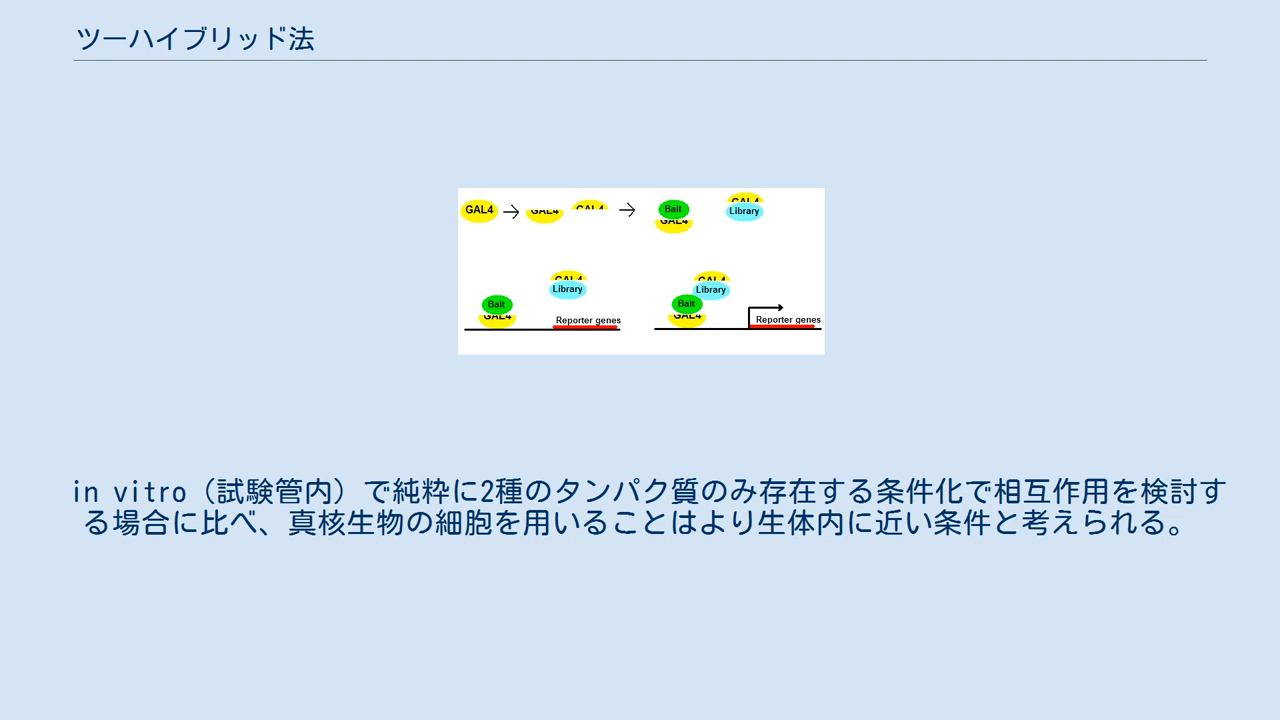 ツーハイブリッド法
GAL4 GAL4 GAL4 Bait GAL4 GAL4 Library
Bait GAL4 GAL4 Library Reporter genes
GAL4 Library Bait GAL4 Reporter genes
in vitro（試験管内）で純粋に2種のタンパク質のみ存在する条件化で相互作用を検討す
る場合に比べ、真核生物の細胞を用いることはより生体内に近い条件と考えられる。